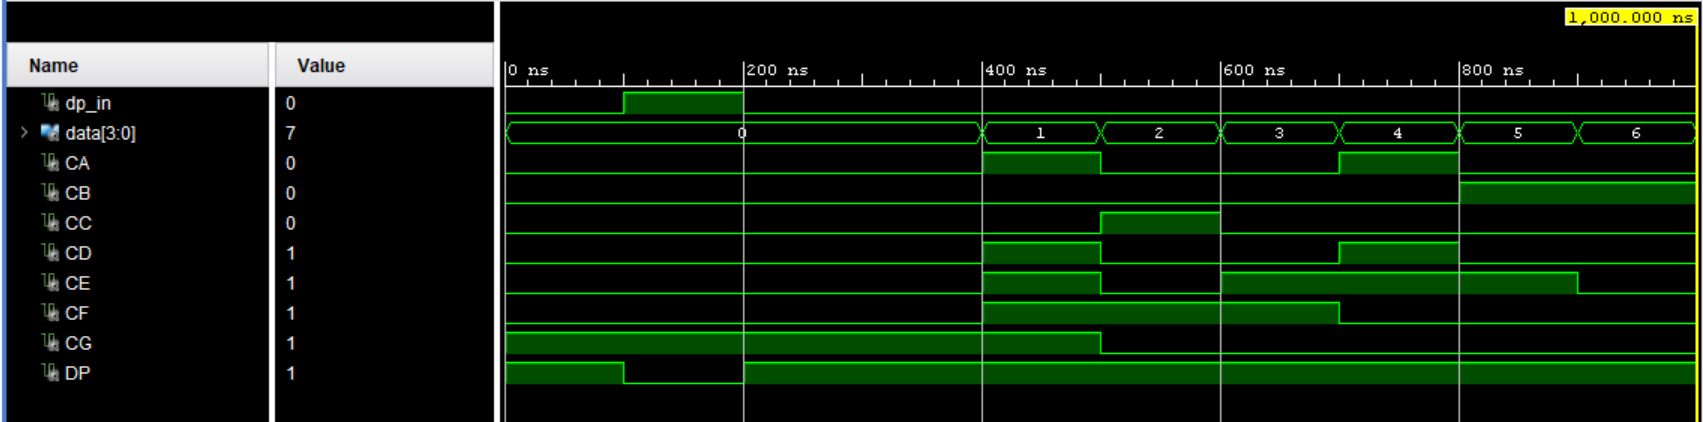 1,000.000 ns
Name Value 0 ns 200 ns 400 ns 600 ns 800 ns
dp_in 0
data[3:0] 7 0 1 2 3 4 5 6
CA 0
CB 0
CC 0
CD 1
CE 1
CF 1
CG 1
DP 1